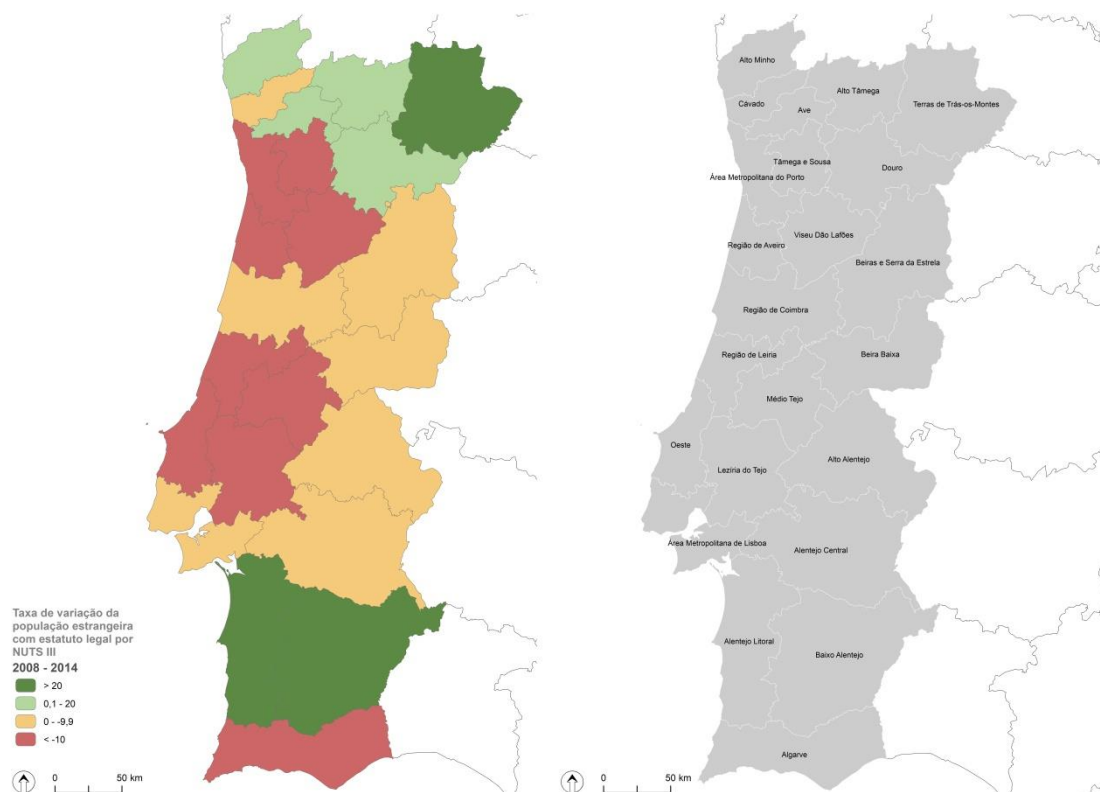 Taxa de variação da
população estrangeira
com estatuto legal por
NUTS III
2008 - 2014
> 20
0,1 - 20
0 - -9,9
< -10
0 50 km
Alto Minho
Cávado
Ave
Alto Tâmega
Terras de Trás-os-Montes
Tâmega e Sousa
Área Metropolitana do Porto
Douro
Região de Aveiro
Viseu Dão Lafões
Beiras e Serra da Estrela
Região de Coimbra
Região de Leiria
Beira Baixa
Médio Tejo
Oeste
Lezíria do Tejo
Alto Alentejo
Área Metropolitana de Lisboa
Alentejo Central
Alentejo Litoral
Baixo Alentejo
Algarve
0 50 km